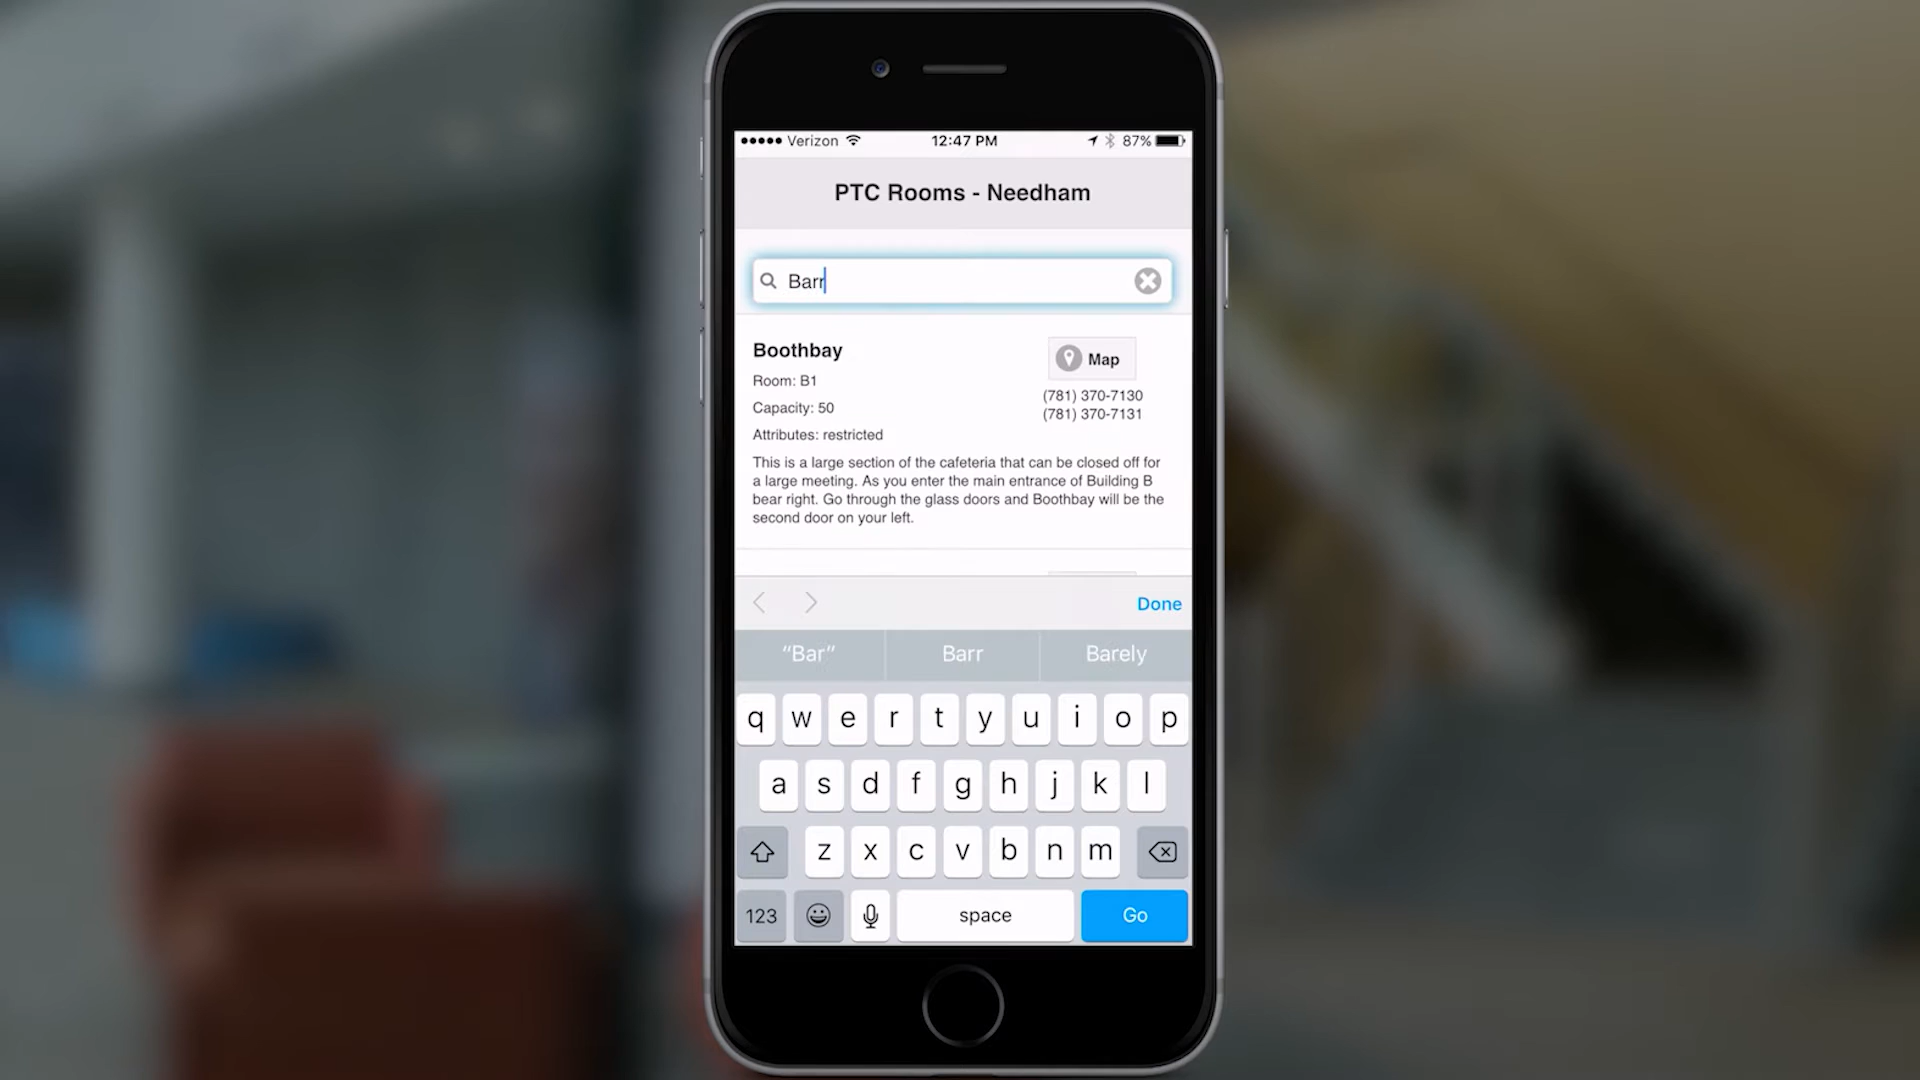 Verizon 12:47 PM 87%
PTC Rooms - Needham
Barr
Boothbay
Map
Room: B1
(781) 370-7130
Capacity: 50
(781) 370-7131
Attributes: restricted
This is a large section of the cafeteria that can be closed off for
a large meeting. As you enter the main entrance of Building B
bear right. Go through the glass doors and Boothbay will be the
second door on your left.
Done
“Bar” Barr Barely
q w e r t y u i o p
a s d f g h j k l
z x c v b n m
123 space Go